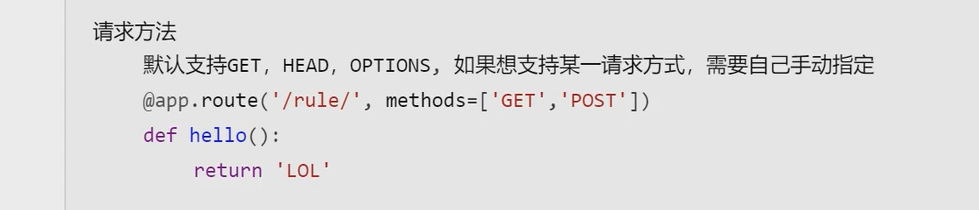 请求方法
默认支持GET，HEAD，OPTIONS, 如果想支持某一请求方式，需要自己手动指定
@app.route('/rule/', methods=['GET','POST'])
def hello():
return 'LOL'